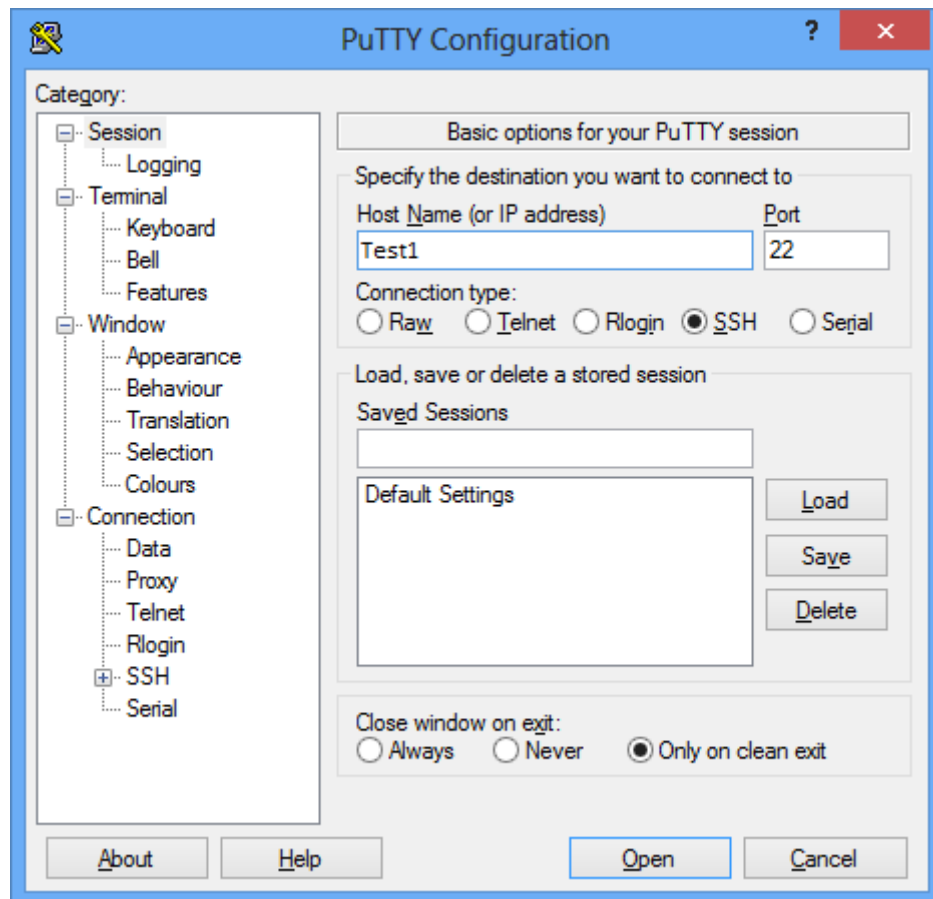 PuTTY Configuration
?
×
Category:
Session
Logging
Terminal
Keyboard
Bell
Features
Window
Appearance
Behaviour
Translation
Selection
Colours
Connection
Data
Proxy
Telnet
Rlogin
SSH
Serial
Basic options for your PuTTY session
Specify the destination you want to connect to
Host Name (or IP address) Port
Test1 22
Connection type:
Raw Telnet Rlogin SSH Serial
Load, save or delete a stored session
Saved Sessions
Default Settings
Load
Save
Delete
Close window on exit:
Always Never Only on clean exit
About Help Open Cancel